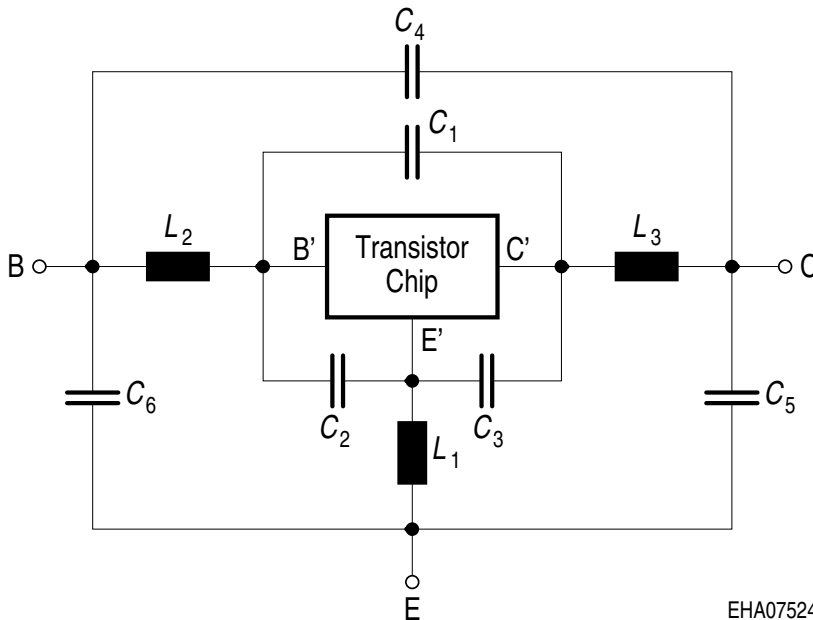 C4
C1
L2
L3
B
B'
Transistor
Chip
C'
C
E'
C6
C2
C3
C5
L1
E
EHA07524